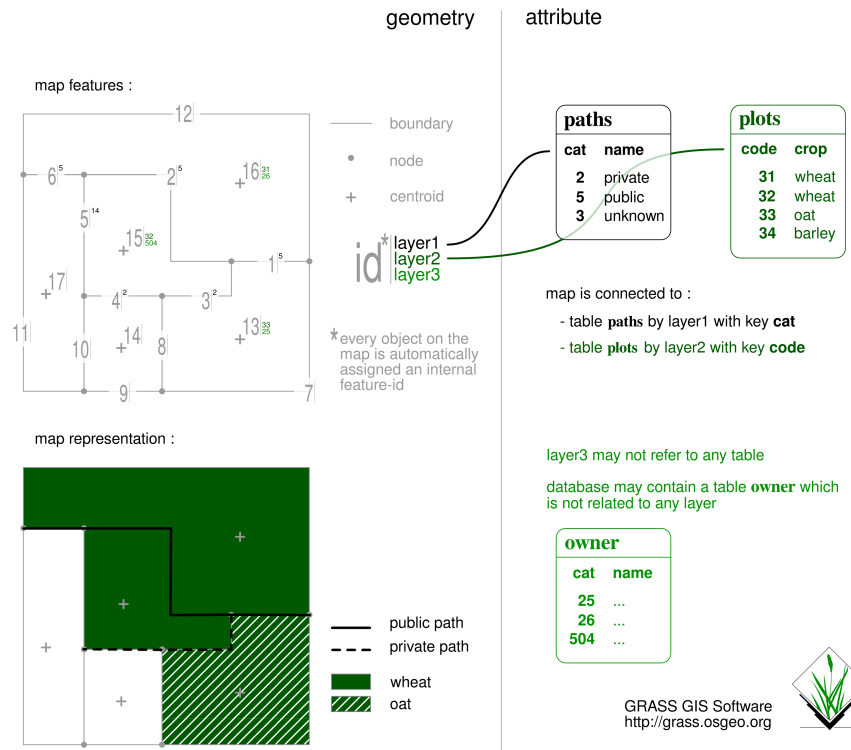 geometry
attribute
map features :
12
6 5
2 5
16 31
26
5 14
15 32
504
1 5
17
4 2
3 2
11
10
14
8
13 33
25
9
7
boundary
node
centroid
id*
layer1
layer2
layer3
*every object on the
map is automatically
assigned an internal
feature-id
paths
cat name
2 private
5 public
3 unknown
plots
code crop
31 wheat
32 wheat
33 oat
34 barley
map is connected to :
- table paths by layer1 with key cat
- table plots by layer2 with key code
map representation :
public path
private path
wheat
oat
layer3 may not refer to any table
database may contain a table owner which
is not related to any layer
owner
cat name
25 ...
26 ...
504 ...
GRASS GIS Software
http://grass.osgeo.org